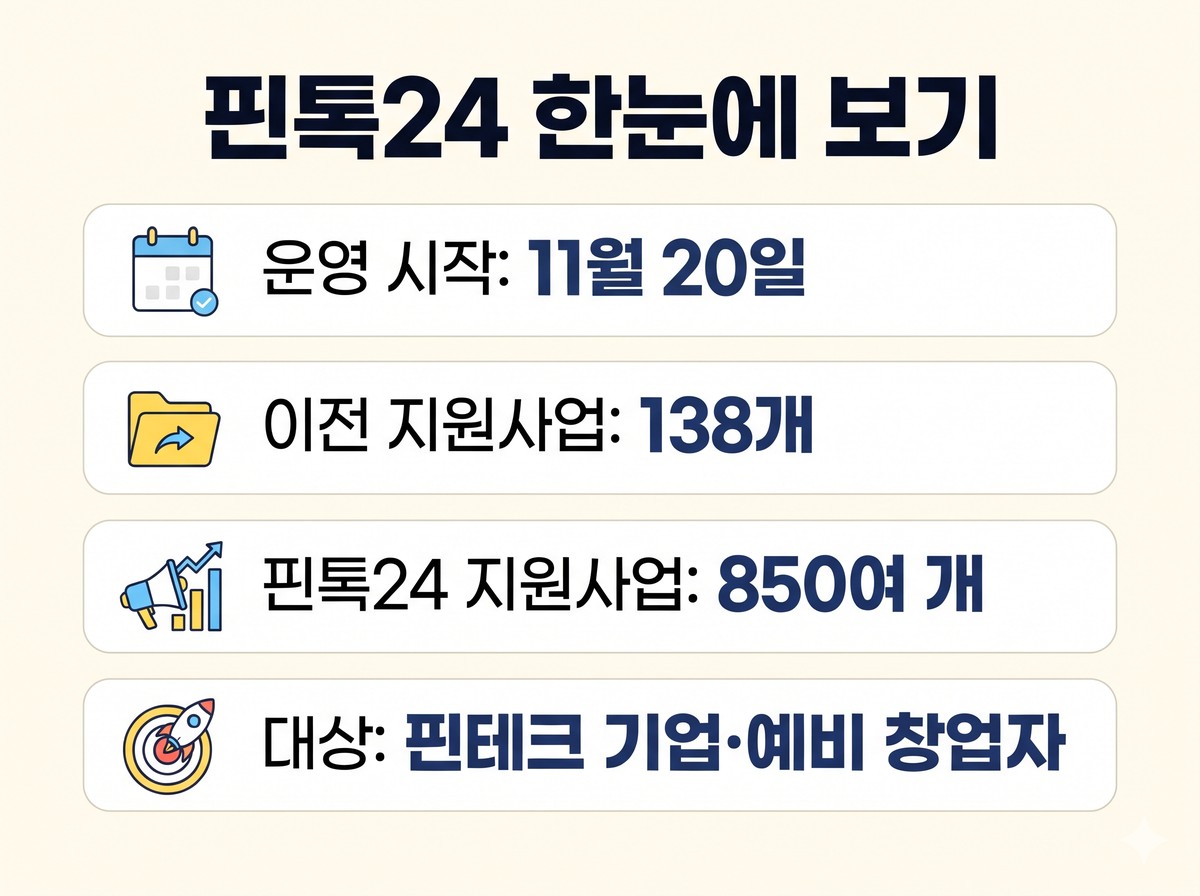 핀톡24 한눈에 보기
운영 시작: 11월 20일
이전 지원사업: 138개
핀톡24 지원사업: 850여 개
대상: 핀테크 기업·예비 창업자